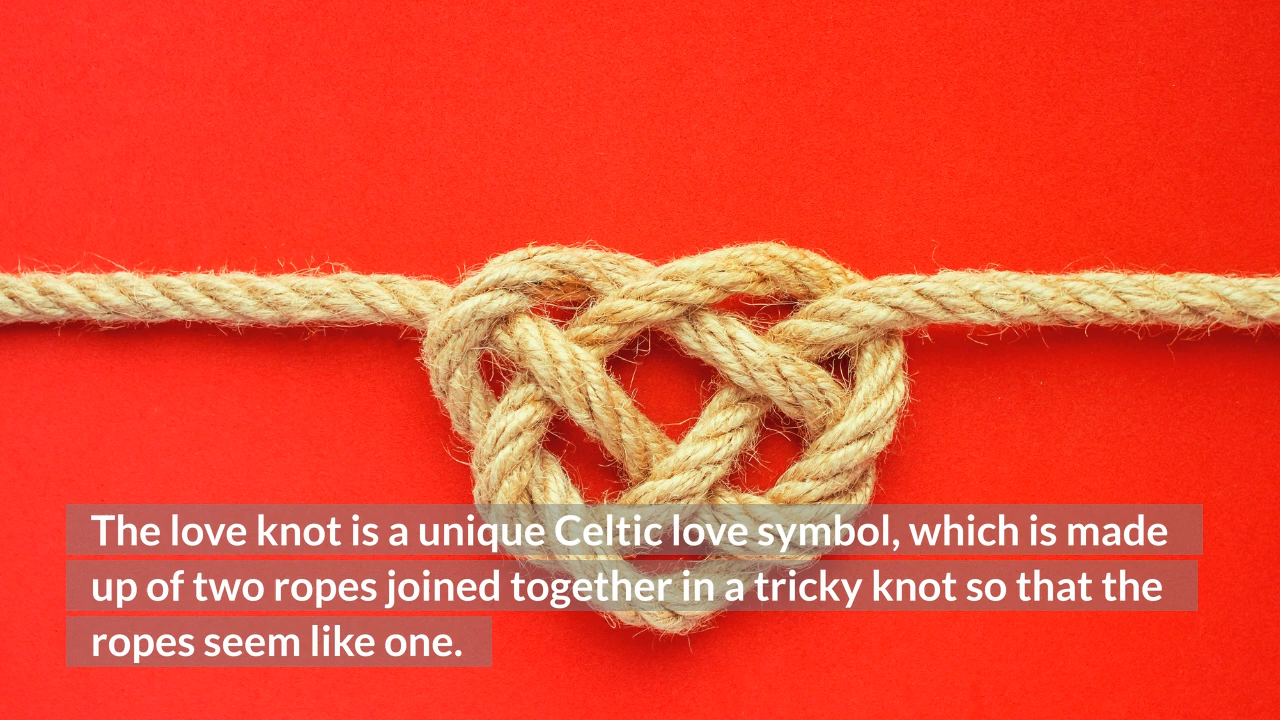 The love knot is a unique Celtic love symbol, which is made
up of two ropes joined together in a tricky knot so that the
ropes seem like one.